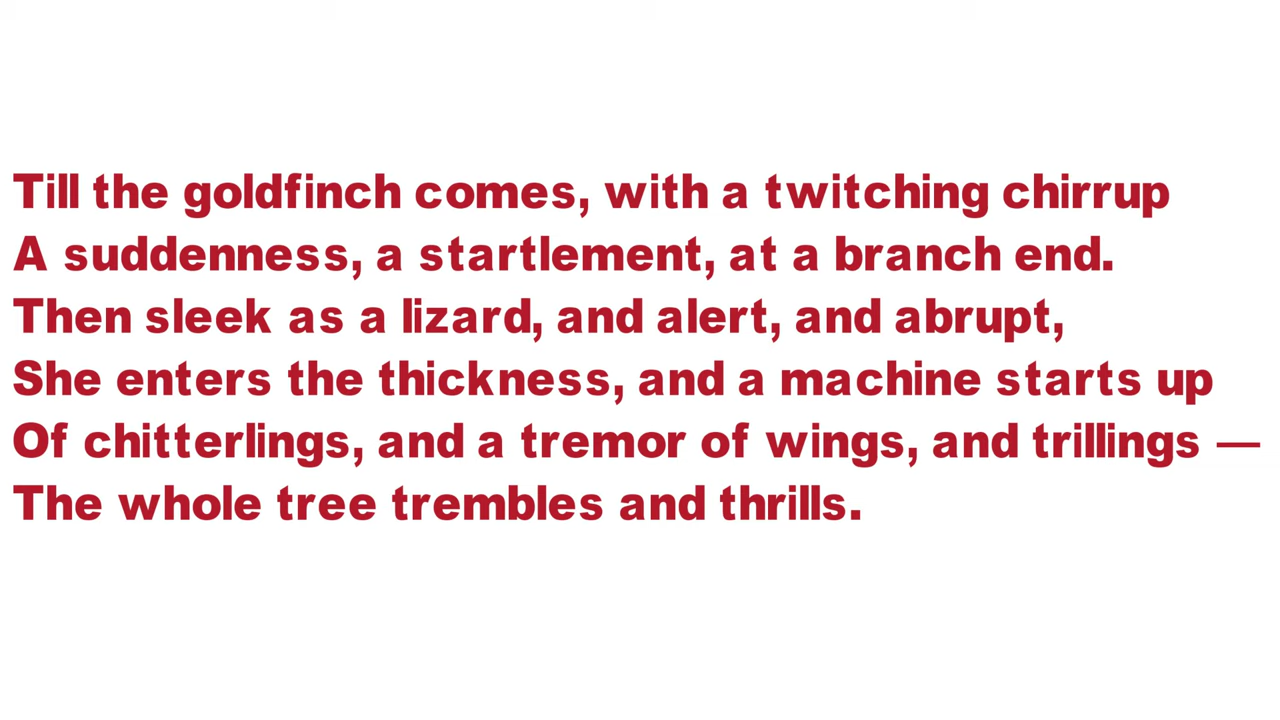 Till the goldfinch comes, with a twitching chirrup
A suddenness, a startlement, at a branch end.
Then sleek as a lizard, and alert, and abrupt,
She enters the thickness, and a machine starts up
Of chitterlings, and a tremor of wings, and trillings —
The whole tree trembles and thrills.